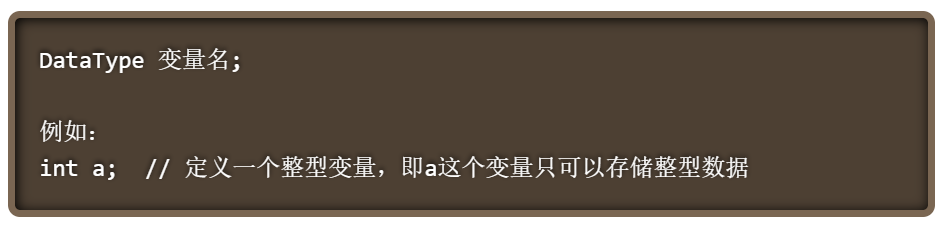 DataType 变量名;
例如：
int a;  // 定义一个整型变量，即a这个变量只可以存储整型数据